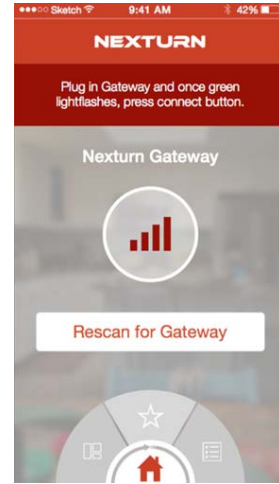 Sketch 9:41 AM 42%
NEXTURN
Plug in Gateway and once green
lightflashes, press connect button.
Nexturn Gateway
Rescan for Gateway